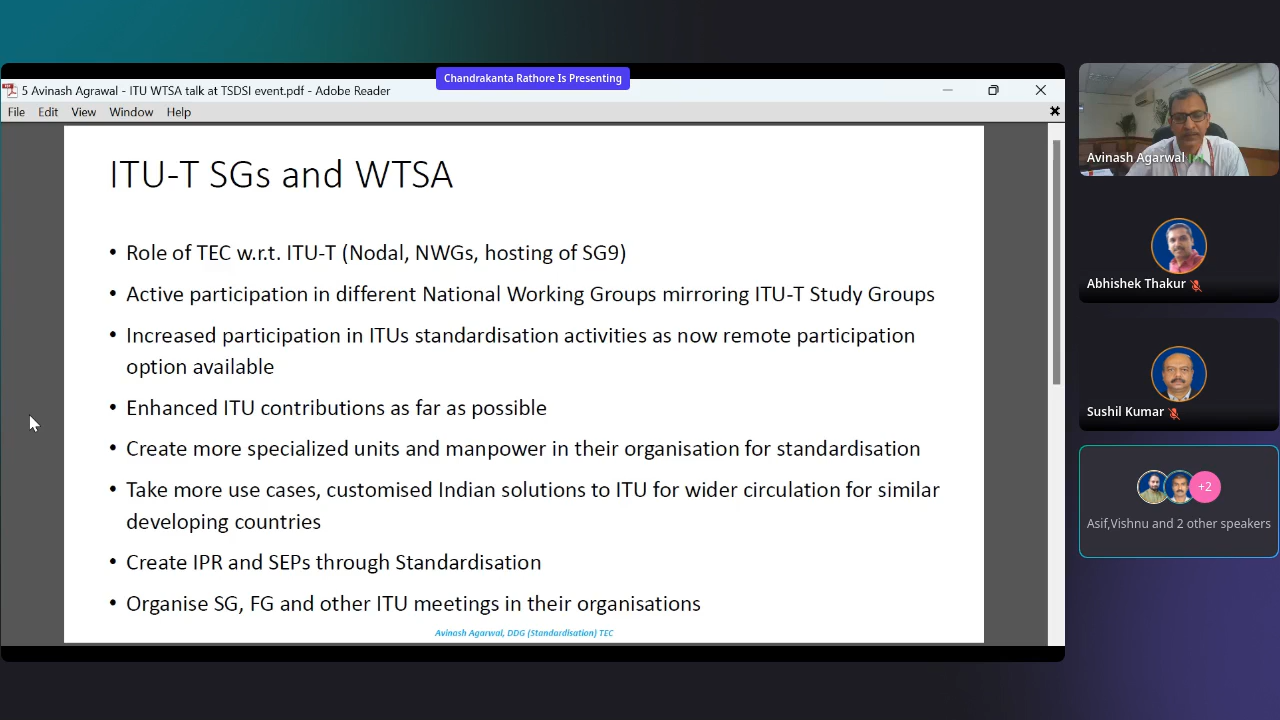 Chandrakanta Rathore Is Presenting
5 Avinash Agrawal - ITU WTSA talk at TSDSI event.pdf - Adobe Reader
File Edit View Window Help
ITU-T SGs and WTSA
• Role of TEC w.r.t. ITU-T (Nodal, NWGs, hosting of SG9)
• Active participation in different National Working Groups mirroring ITU-T Study Groups
• Increased participation in ITUs standardisation activities as now remote participation
option available
• Enhanced ITU contributions as far as possible
• Create more specialized units and manpower in their organisation for standardisation
• Take more use cases, customised Indian solutions to ITU for wider circulation for similar
developing countries
• Create IPR and SEPs through Standardisation
• Organise SG, FG and other ITU meetings in their organisations
Avinash Agarwal, DDG (Standardisation) TEC
Avinash Agarwal
Abhishek Thakur
Sushil Kumar
+2
Asif,Vishnu and 2 other speakers